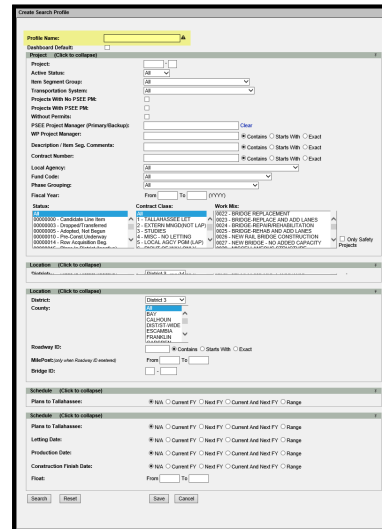 Create Search Profile
Profile Name:
Dashboard Default:
Project (Click to collapse)
Project: -
Active Status: All
Item Segment Group: All
Transportation System: All
Projects With No PSEE PM:
Projects With PSEE PM:
Without Permits:
PSEE Project Manager (Primary/Backup): Clear
WP Project Manager: Contains Starts With Exact
Description / Item Seg. Comments: Contains Starts With Exact
Contract Number: Contains Starts With Exact
Local Agency: All
Fund Code: All
Phase Grouping: All
Fiscal Year: From To (YYYY)
Status: Contract Class: Work Mix:
All All 0022 - BRIDGE REPLACEMENT
00000000 - Candidate Line Item 1 - TALLAHASSEE LET 0023 - BRIDGE-REPLACE AND ADD LANES
00000003 - Dropped/Transferred 2 - EXTERN MNGD(NOT LAP) 0024 - BRIDGE-REPAIR/REHABILITATION
00000005 - Adopted, Not Begun 3 - STUDIES 0025 - BRIDGE-REHAB AND ADD LANES
00000010 - Pre-Const.Underway 4 - MISC - NO LETTING 0026 - NEW RAIL BRIDGE CONSTRUCTION
00000014 - Row Acquisition Beg. 5 - LOCAL AGCY PGM (LAP) 0027 - NEW BRIDGE - NO ADDED CAPACITY
Only Safety Projects
Location (Click to collapse)
Location (Click to collapse)
District: District 3
County: All
BAY
CALHOUN
DIST/ST-WIDE
ESCAMBIA
FRANKLIN
Roadway ID: Contains Starts With Exact
MilePost:(only when Roadway ID entered) From To
Bridge ID: -
Schedule (Click to collapse)
Plans to Tallahassee: N/A Current FY Next FY Current And Next FY Range
Schedule (Click to collapse)
Plans to Tallahassee: N/A Current FY Next FY Current And Next FY Range
Letting Date: N/A Current FY Next FY Current And Next FY Range
Production Date: N/A Current FY Next FY Current And Next FY Range
Construction Finish Date: N/A Current FY Next FY Current And Next FY Range
Float: From To
Search Reset Save Cancel